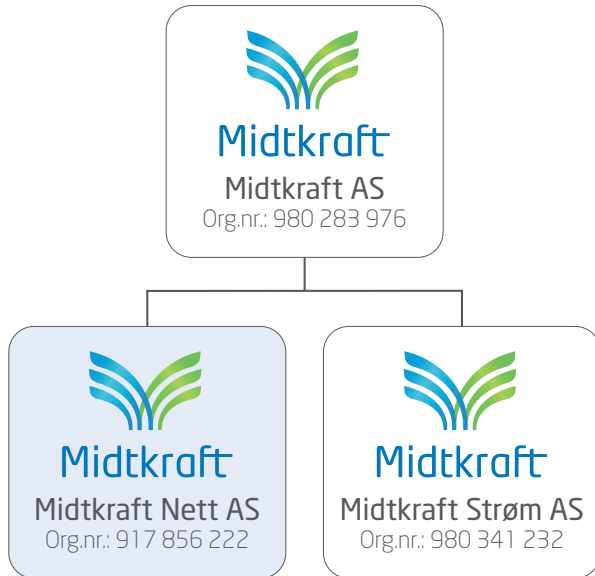 Midtkraft
Midtkraft AS
Org.nr.: 980 283 976
Midtkraft
Midtkraft Nett AS
Org.nr.: 917 856 222
Midtkraft
Midtkraft Strøm AS
Org.nr.: 980 341 232